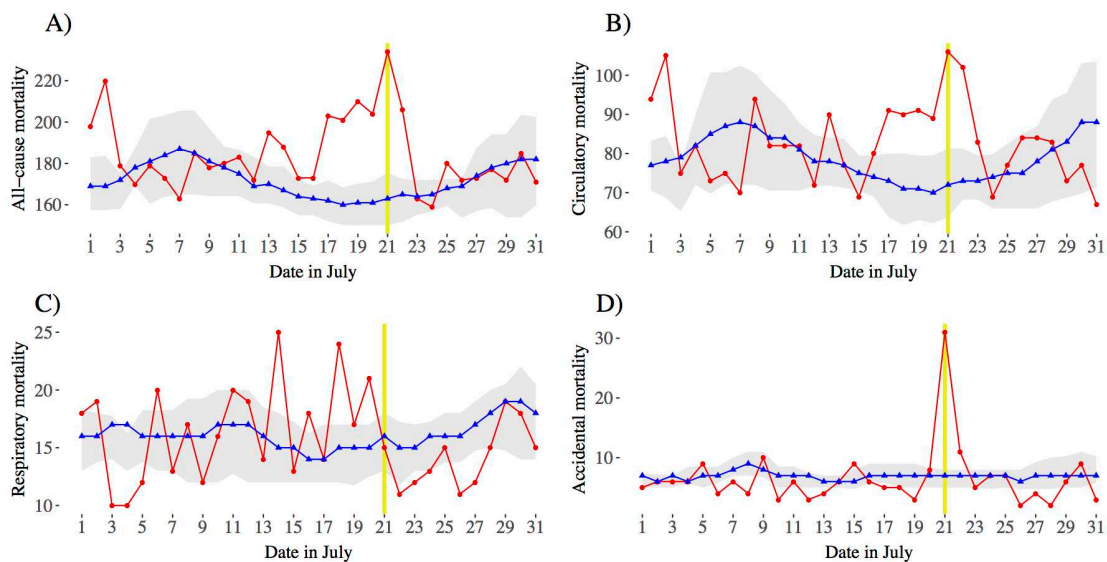 A)
All−cause mortality
220-
200-
180-
160-
1 3 5 7 9 11 13 15 17 19 21 23 25 27 29 31
Date in July
B)
Circulatory mortality
100-
90-
80-
70-
60-
1 3 5 7 9 11 13 15 17 19 21 23 25 27 29 31
Date in July
C)
Respiratory mortality
25-
20-
15-
10-
1 3 5 7 9 11 13 15 17 19 21 23 25 27 29 31
Date in July
D)
Accidental mortality
30-
20-
10-
1 3 5 7 9 11 13 15 17 19 21 23 25 27 29 31
Date in July